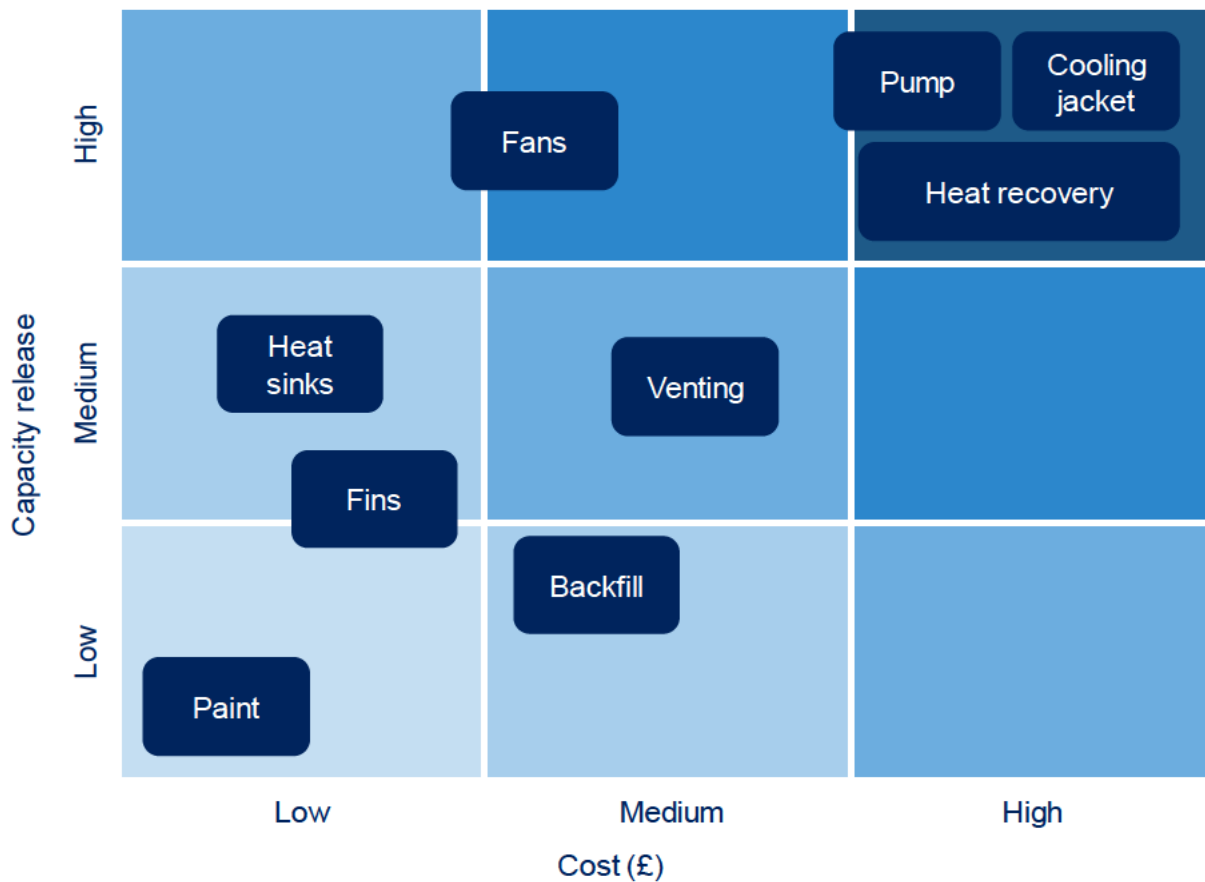 High
Medium
Low
Capacity release
Pump
Cooling
jacket
Fans
Heat recovery
Heat
sinks
Venting
Fins
Backfill
Paint
Low
Medium
High
Cost (£)